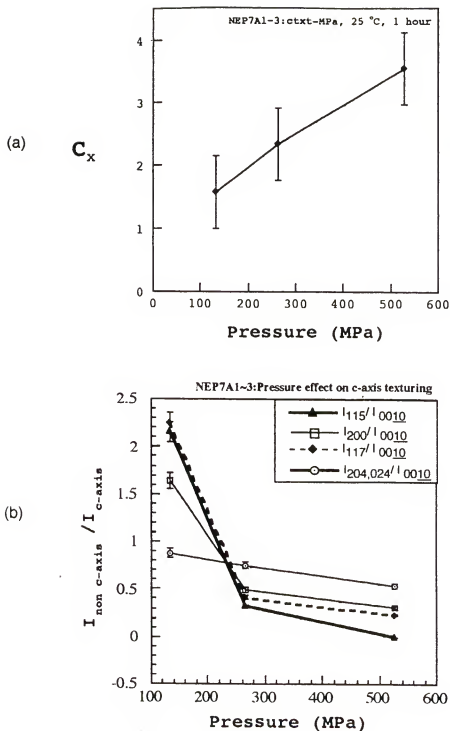 NEP7A1-3:ctxt-MPa, 25 °C, 1 hour
(a)
Cx
4
3
2
1
0
0 100 200 300 400 500 600
Pressure (MPa)
NEP7A1~3:Pressure effect on c-axis texturing
(b)
I non c-axis / I c-axis
2.5
2
1.5
1
0.5
0
-0.5
I115/ I0010
I200/ I0010
I117/ I0010
I204,024/ I0010
100 200 300 400 500 600
Pressure (MPa)